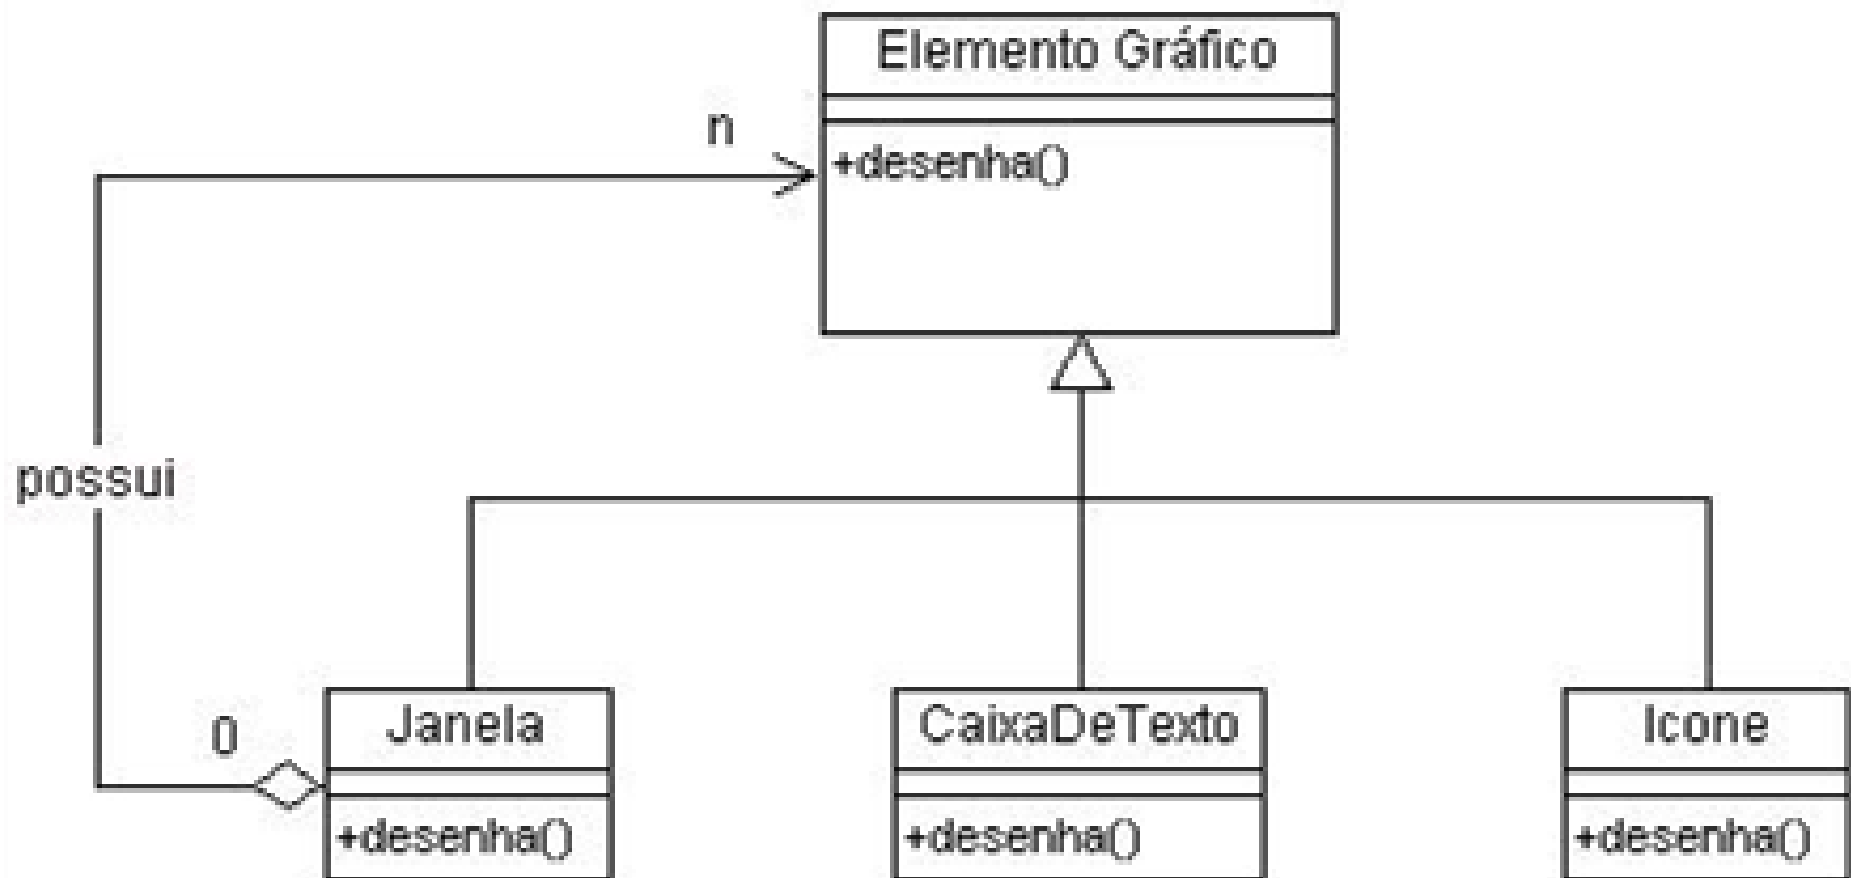 Elemento Gráfico
n
+desenha()
possui
0
Janela
CaixaDeTexto
Icone
+desenha()
+desenha()
+desenha()